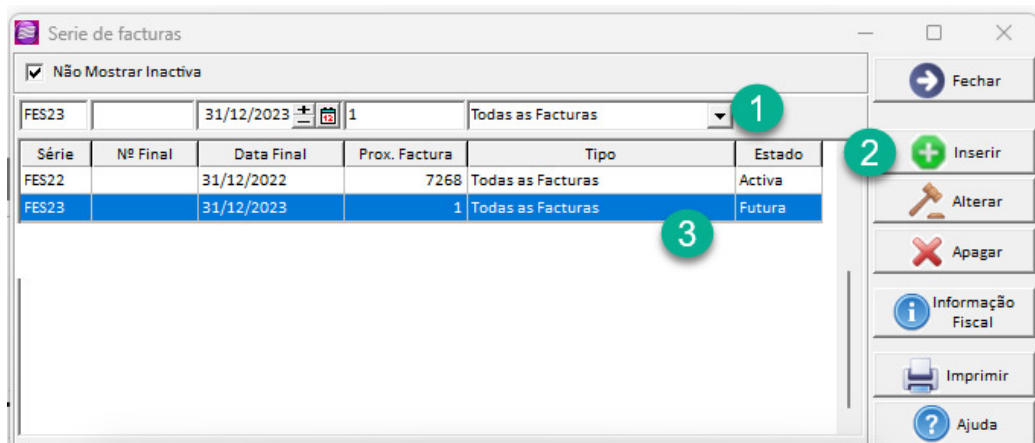 Serie de facturas
Não Mostrar Inactiva
Fechar
FES23 31/12/2023 12 1 Todas as Facturas 1
Série Nº Final Data Final Prox. Factura Tipo Estado 2 Inserir
FES22 31/12/2022 7268 Todas as Facturas Activa
Alterar
FES23 31/12/2023 1 Todas as Facturas Futura
3
Apagar
Informação
Fiscal
Imprimir
Ajuda